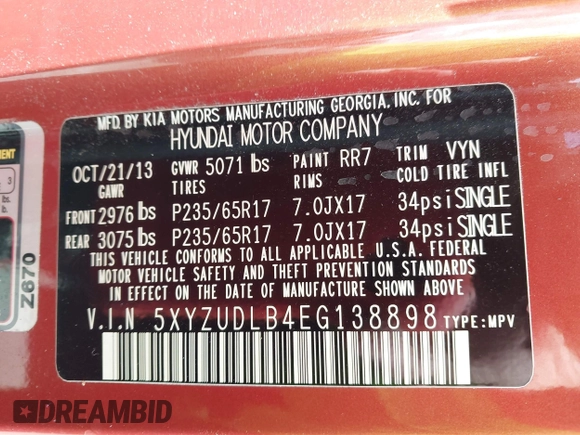 MFD. BY KIA MOTORS MANUFACTURING GEORGIA, INC. FOR
HYUNDAI MOTOR COMPANY
OCT/21/13 GVWR 5071 lbs PAINT RR7 TRIM VYN
GAWR TIRES RIMS COLD TIRE INFL
FRONT 2976 lbs P235/65R17 7.0JX17 34psi SINGLE
REAR 3075 lbs P235/65R17 7.0JX17 34psi SINGLE
THIS VEHICLE CONFORMS TO ALL APPLICABLE U.S.A. FEDERAL
MOTOR VEHICLE SAFETY AND THEFT PREVENTION STANDARDS
IN EFFECT ON THE DATE OF MANUFACTURE SHOWN ABOVE
V.I.N 5XYZUDLB4EG138898 TYPE:MPV
Z670
DREAMBID